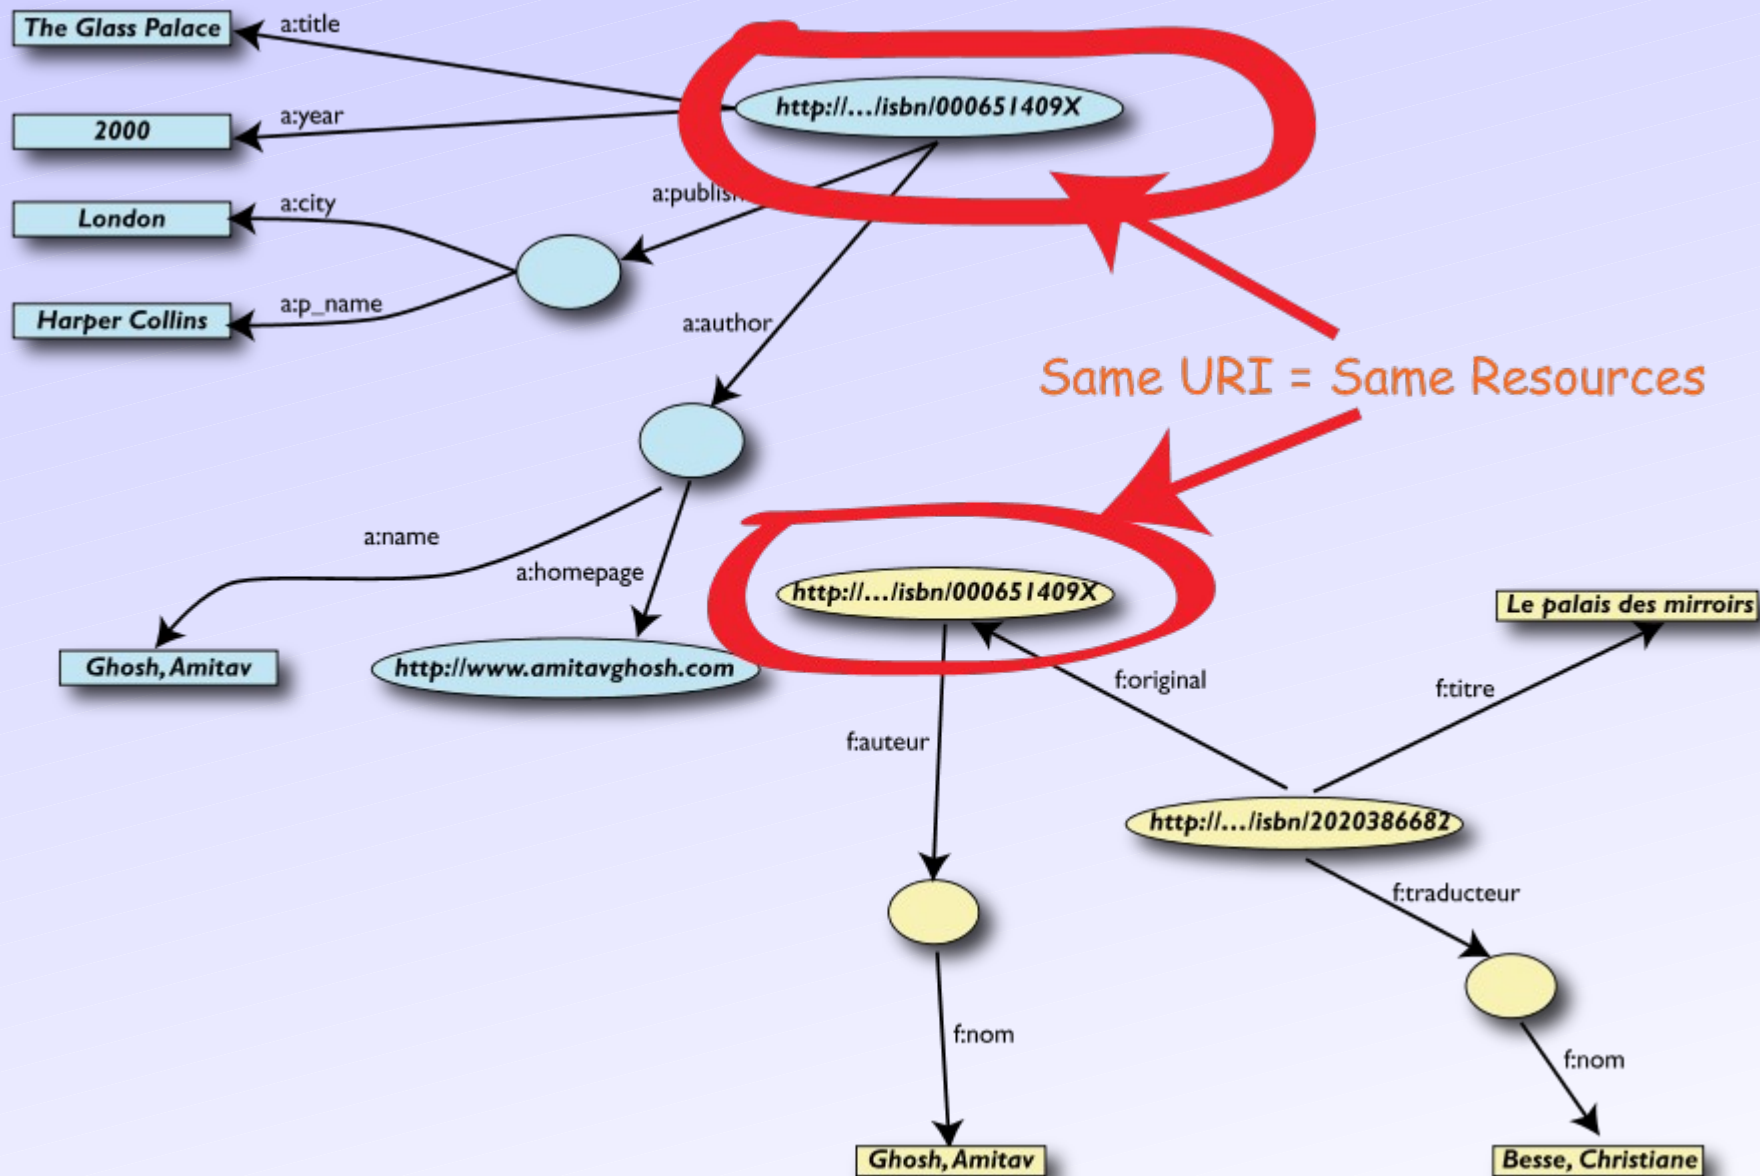 The Glass Palace
a:title
http://…/isbn/000651409X
2000
a:year
a:publish
London
a:city
Harper Collins
a:p_name
a:author
Same URI = Same Resources
a:name
a:homepage
http://…/isbn/000651409X
Le palais des mirroirs
Ghosh, Amitav
http://www.amitavghosh.com
f:original
f:titre
f:auteur
http://…/isbn/2020386682
f:traducteur
f:nom
f:nom
Ghosh, Amitav
Besse, Christiane